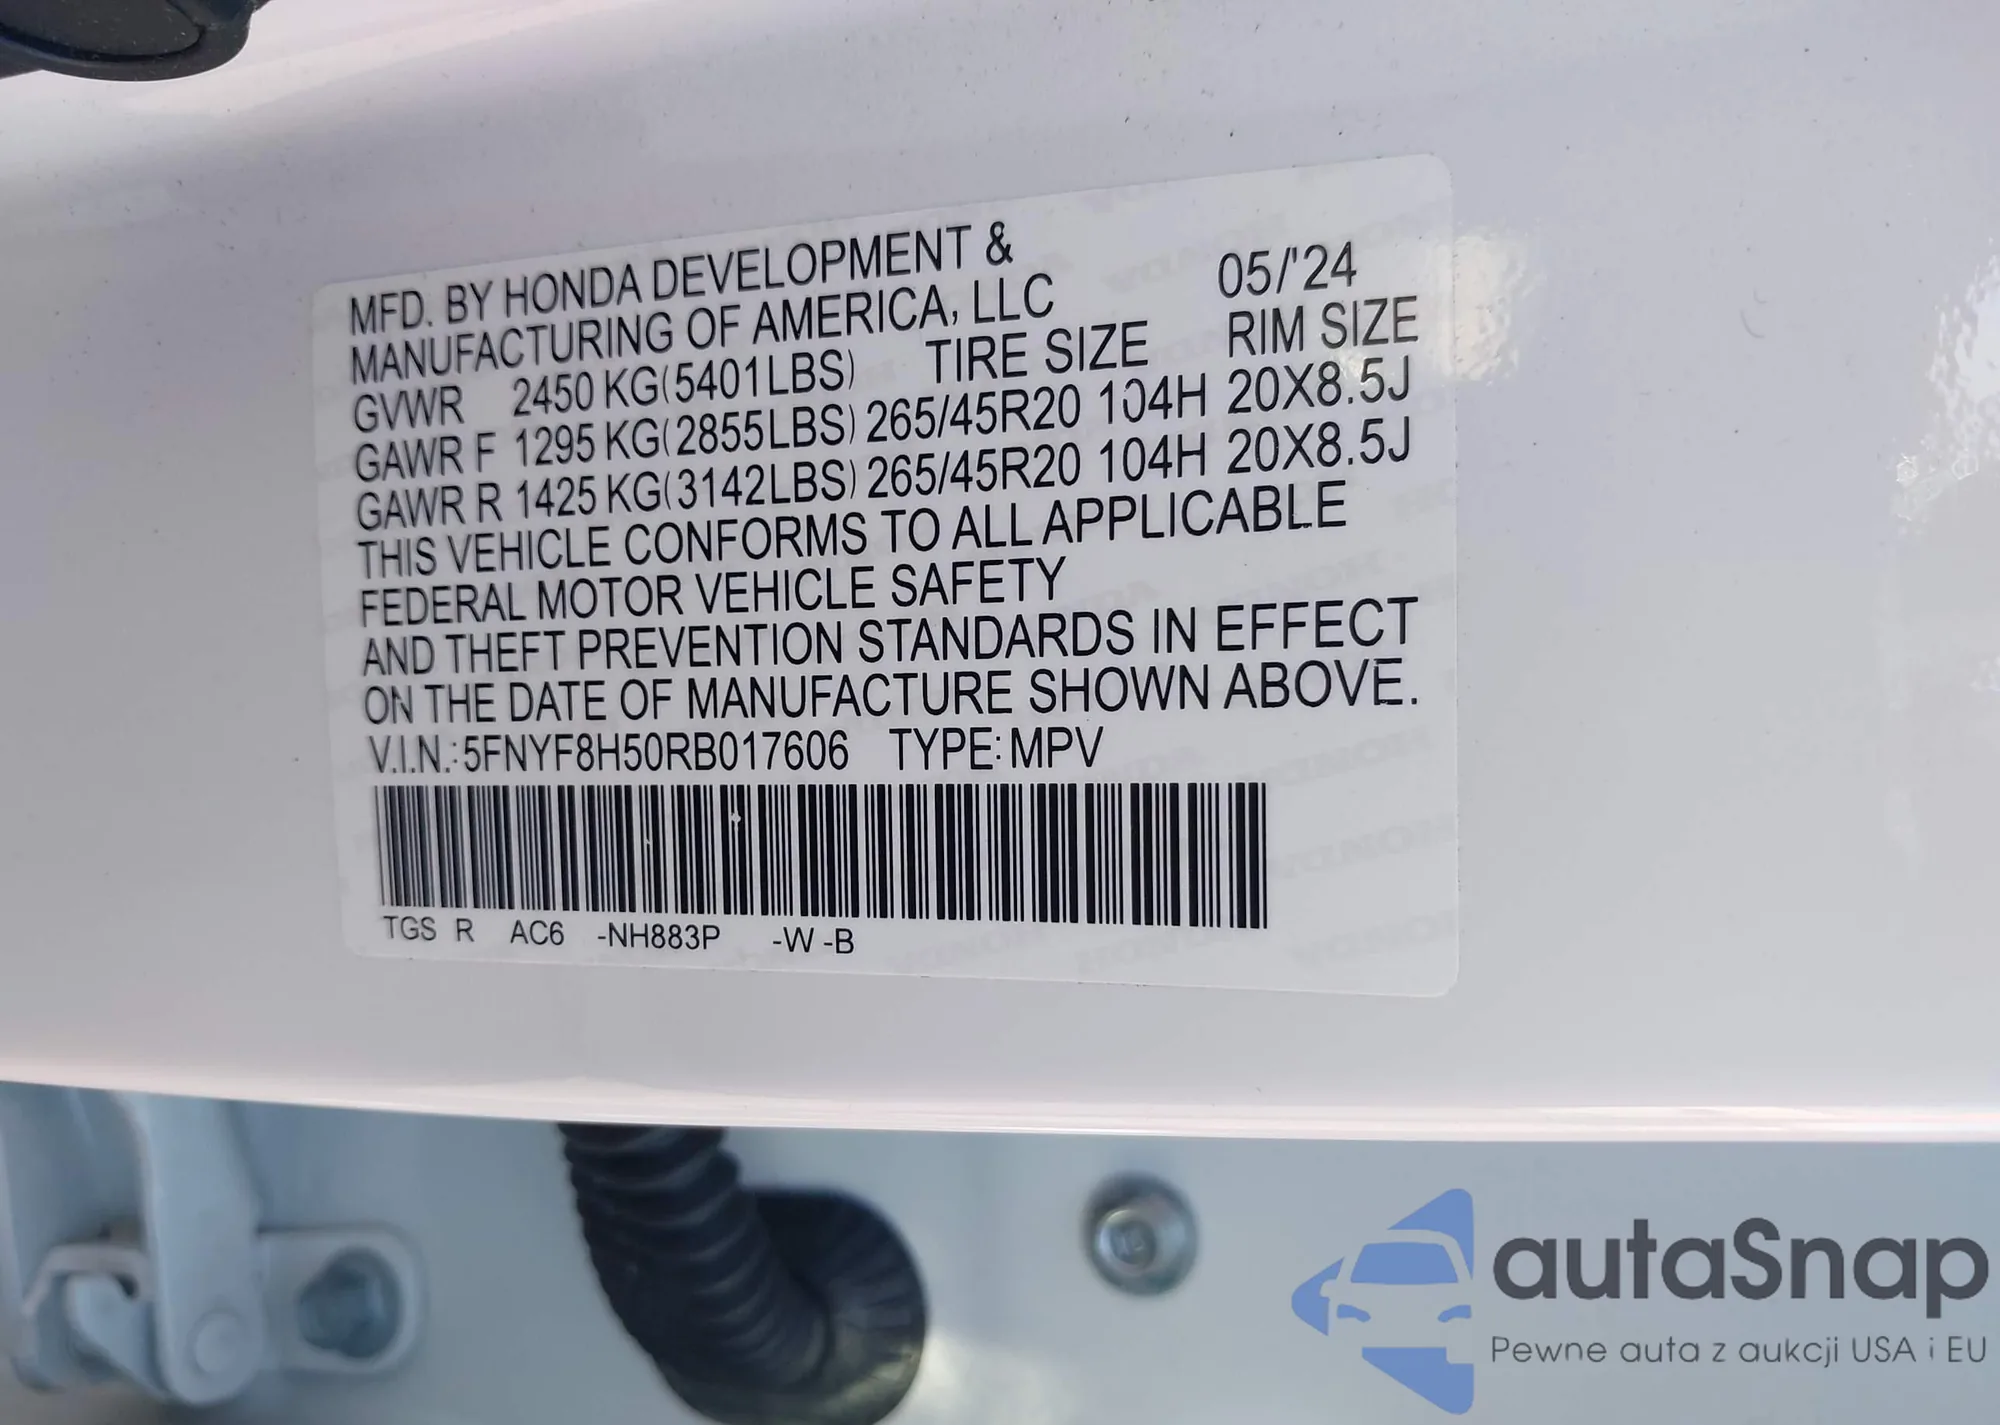 MFD. BY HONDA DEVELOPMENT &
MANUFACTURING OF AMERICA, LLC 05/'24
GVWR 2450 KG(5401LBS) TIRE SIZE RIM SIZE
GAWR F 1295 KG(2855LBS) 265/45R20 104H 20X8.5J
GAWR R 1425 KG(3142LBS) 265/45R20 104H 20X8.5J
THIS VEHICLE CONFORMS TO ALL APPLICABLE
FEDERAL MOTOR VEHICLE SAFETY
AND THEFT PREVENTION STANDARDS IN EFFECT
ON THE DATE OF MANUFACTURE SHOWN ABOVE.
V.I.N.:5FNYF8H50RB017606 TYPE:MPV
TGS R AC6 -NH883P -W -B
autaSnap
Pewne auta z aukcji USA i EU